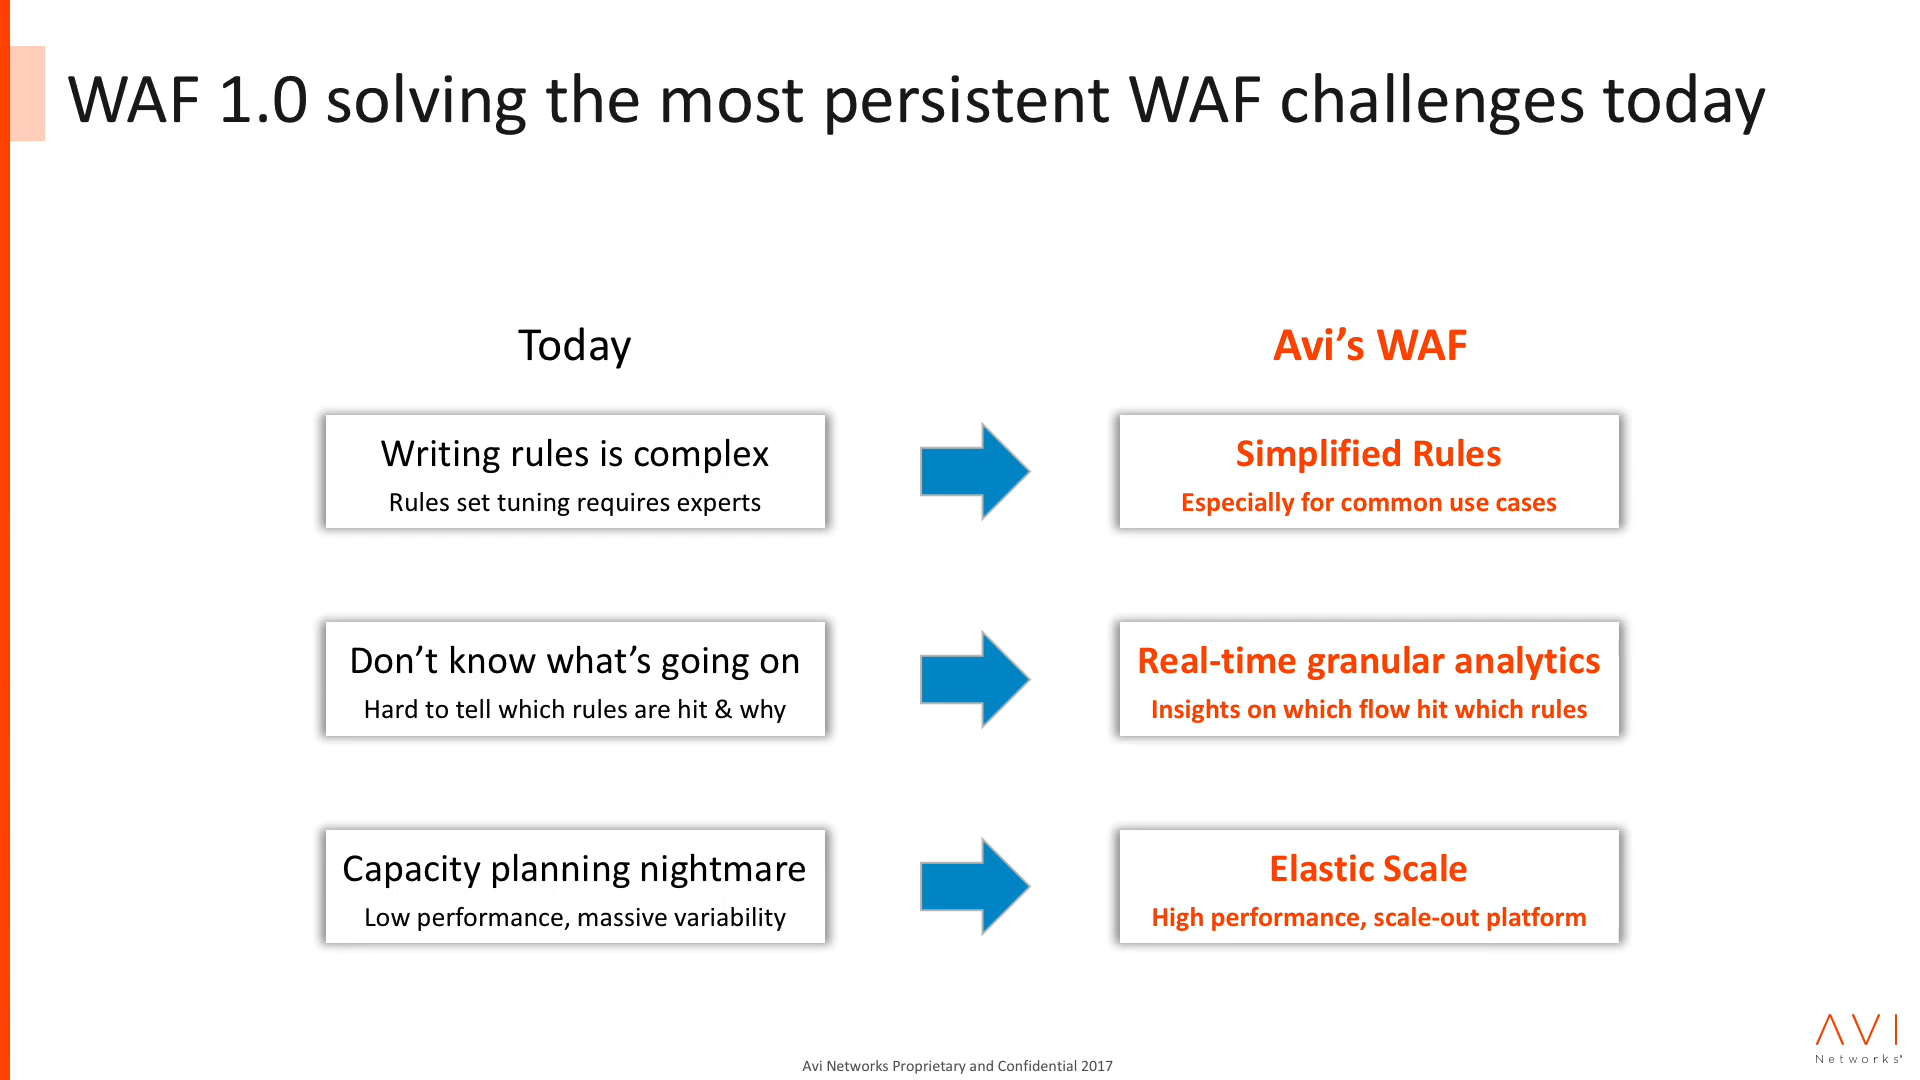 WAF 1.0 solving the most persistent WAF challenges today
Today
Avi’s WAF
Writing rules is complex
Rules set tuning requires experts
Simplified Rules
Especially for common use cases
Don’t know what’s going on
Hard to tell which rules are hit & why
Real-time granular analytics
Insights on which flow hit which rules
Capacity planning nightmare
Low performance, massive variability
Elastic Scale
High performance, scale-out platform
AVI
Networks
Avi Networks Proprietary and Confidential 2017